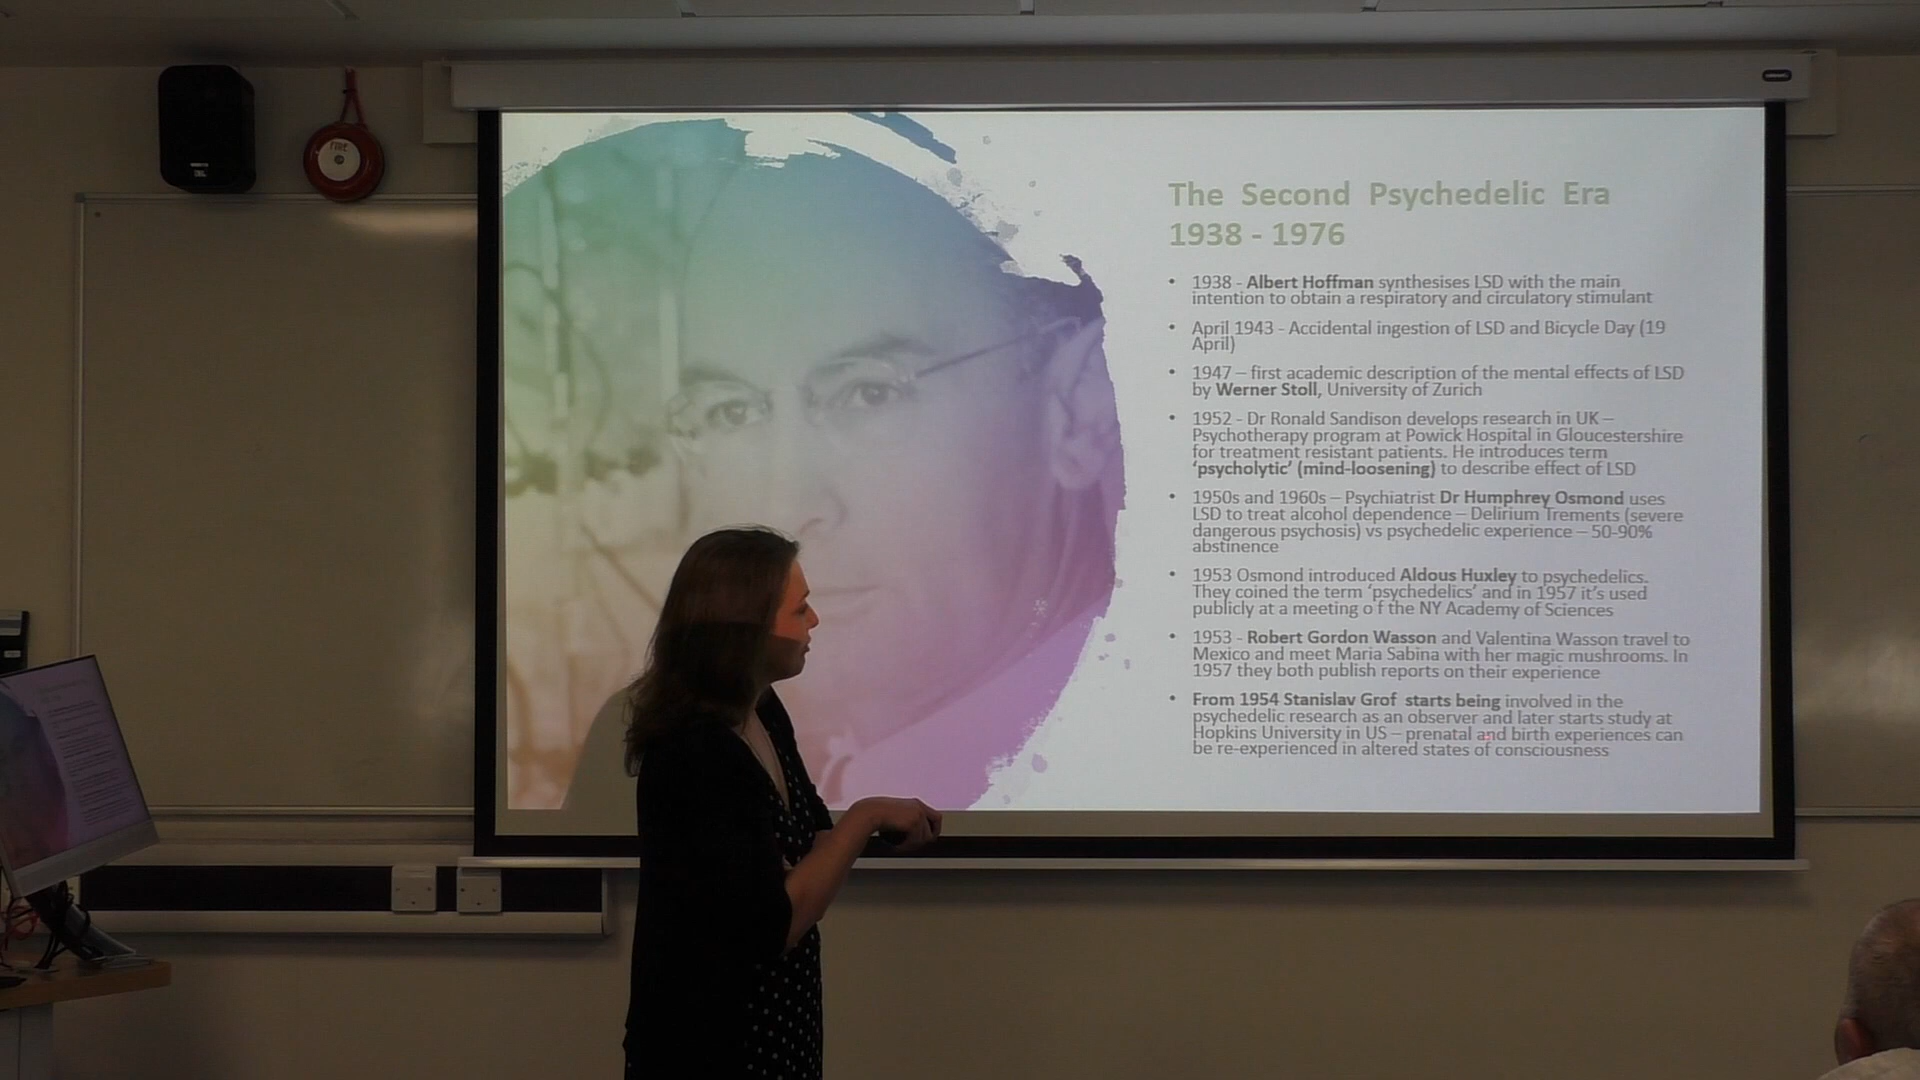 FIRE
JBL
The Second Psychedelic Era
1938 - 1976
• 1938 - Albert Hoffman synthesises LSD with the main
intention to obtain a respiratory and circulatory stimulant
• April 1943 - Accidental ingestion of LSD and Bicycle Day (19
April)
• 1947 – first academic description of the mental effects of LSD
by Werner Stoll, University of Zurich
• 1952 - Dr Ronald Sandison develops research in UK –
Psychotherapy program at Powick Hospital in Gloucestershire
for treatment resistant patients. He introduces term
‘psycholytic’ (mind-loosening) to describe effect of LSD
• 1950s and 1960s – Psychiatrist Dr Humphrey Osmond uses
LSD to treat alcohol dependence – Delirium Trements (severe
dangerous psychosis) vs psychedelic experience – 50-90%
abstinence
• 1953 Osmond introduced Aldous Huxley to psychedelics.
They coined the term ‘psychedelics’ and in 1957 it’s used
publicly at a meeting of the NY Academy of Sciences
• 1953 - Robert Gordon Wasson and Valentina Wasson travel to
Mexico and meet Maria Sabina with her magic mushrooms. In
1957 they both publish reports on their experience
• From 1954 Stanislav Grof starts being involved in the
psychedelic research as an observer and later starts study at
Hopkins University in US – prenatal and birth experiences can
be re-experienced in altered states of consciousness